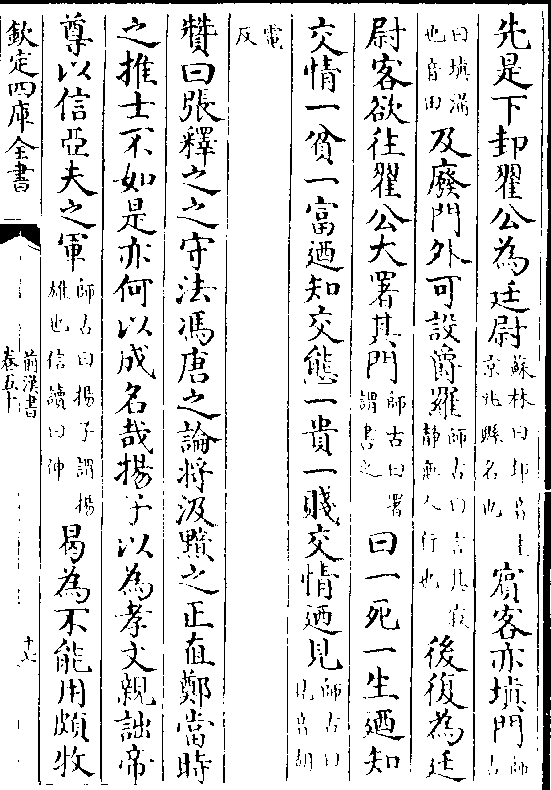 先是下邽翟公為廷尉蘇林曰邽音圭京兆縣名也賓客亦填門師古
曰填滿也音田及廢門外可設爵羅師古曰言其寂靜無人行也後復為廷
尉客欲往翟公大署其門師古曰署謂書之曰一死一生迺知
交情一貧一富迺知交態一貴一賤交情迺見師古曰見音胡
電反
贊曰張釋之之守法馮唐之論將汲黯之正直鄭當時
之推士不如是亦何以成名哉揚子以為孝文親詘帝
尊以信亞夫之軍師古曰揚子謂揚雄也信讀曰伸曷為不能用頗牧
欽定四庫全書
前漢書
卷五十